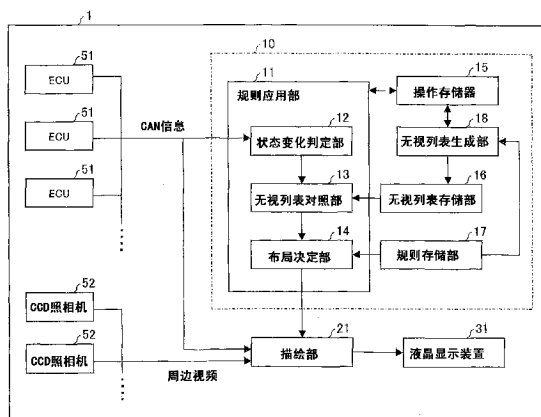 1
10
51
ECU
51
ECU
51
ECU
CAN信息
11
规则应用部
12
状态变化判定部
13
无视列表对照部
14
布局决定部
15
操作存储器
18
无视列表生成部
16
无视列表存储部
17
规则存储部
52
CCD照相机
52
CCD照相机
周边视频
21
描绘部
31
液晶显示装置